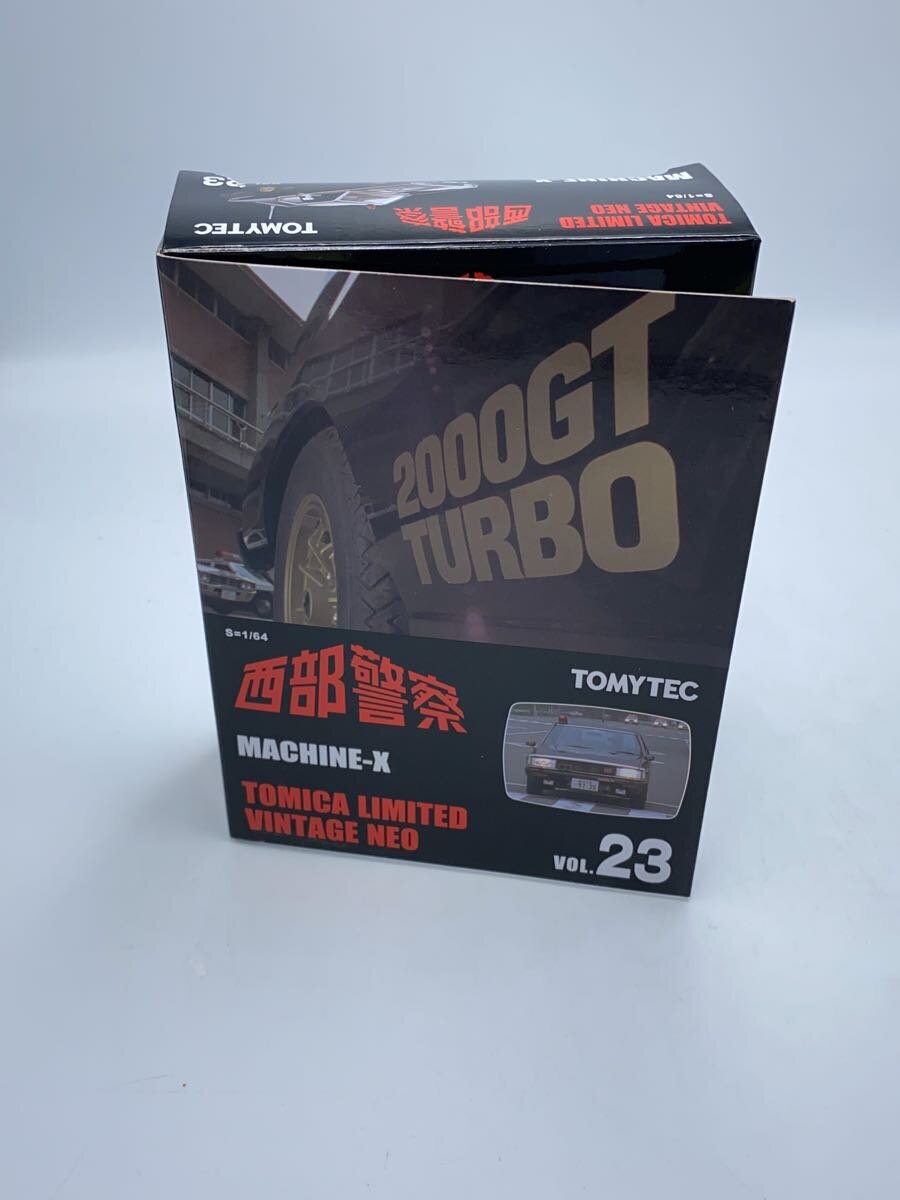 MACHINE-X
S=1/64
TOMICA LIMITED
VINTAGE NEO
西部警察
TOMYTEC
2000GT
TURBO
S=1/64
西部警察
MACHINE-X
TOMICA LIMITED
VINTAGE NEO
TOMYTEC
VOL.23